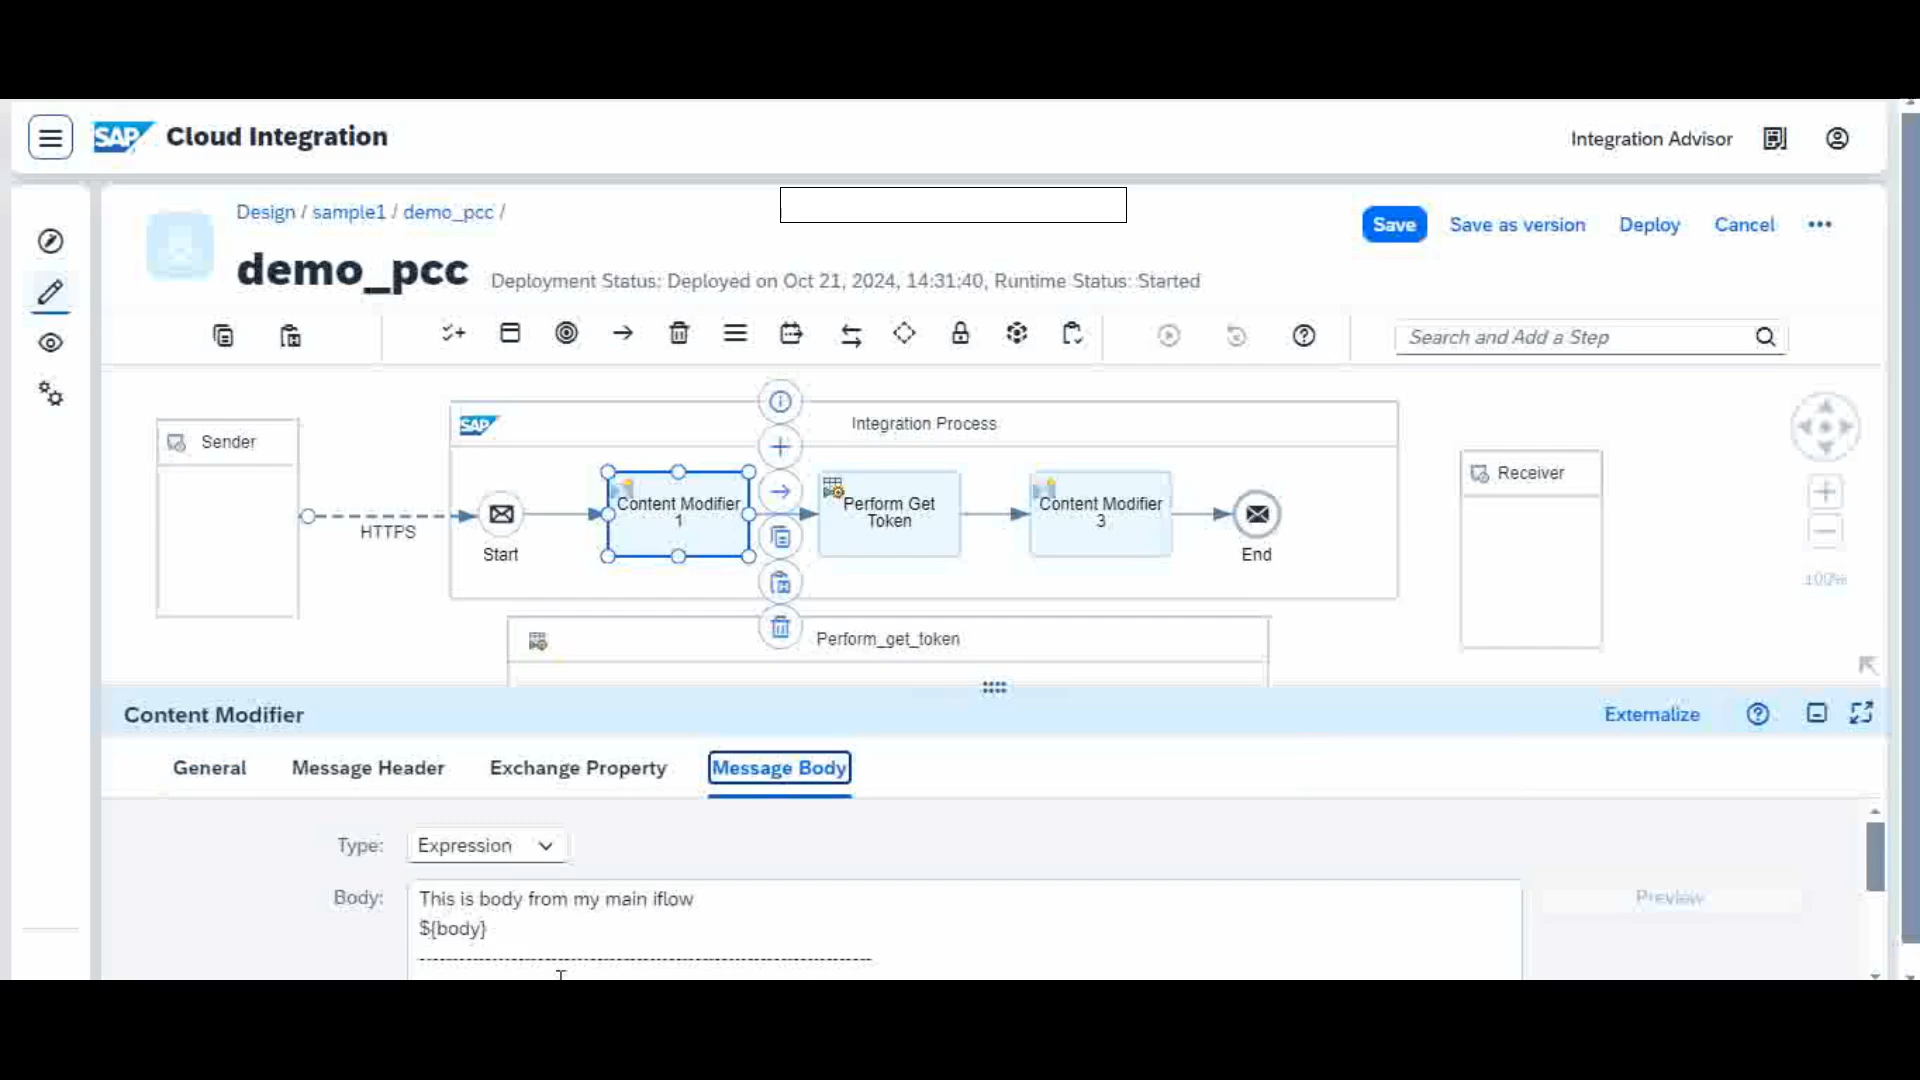 SAP Cloud Integration
Integration Advisor
Design / sample1 / demo_pcc /
Save
Save as version
Deploy
Cancel
demo_pcc
Deployment Status: Deployed on Oct 21, 2024, 14:31:40, Runtime Status: Started
Search and Add a Step
Sender
SAP
Integration Process
Receiver
Content Modifier
1
Perform Get
Token
Content Modifier
3
HTTPS
Start
End
100%
Perform_get_token
Content Modifier
Externalize
General
Message Header
Exchange Property
Message Body
Type:
Expression
Body:
This is body from my main iflow
${body}
--------------------------------------------------------------------
Preview